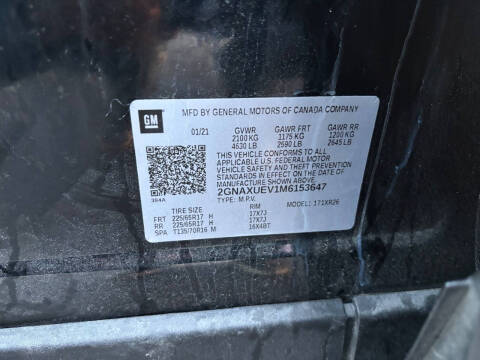 GM
MFD BY GENERAL MOTORS OF CANADA COMPANY
01/21 GVWR GAWR FRT GAWR RR
2100 KG 1175 KG 1200 KG
4630 LB 2590 LB 2645 LB
THIS VEHICLE CONFORMS TO ALL
APPLICABLE U.S. FEDERAL MOTOR
VEHICLE SAFETY AND THEFT PREVENTION
STANDARDS IN EFFECT ON THE DATE OF
MANUFACTURE SHOWN ABOVE.
2GNAXUEV1M6153647
384A TYPE: M.P.V. MODEL: 1XR26
TIRE SIZE RIM
FRT 225/65R17 H 17X7J
RR 225/65R17 H 17X7J
SPA T135/70R16 M 16X4BT